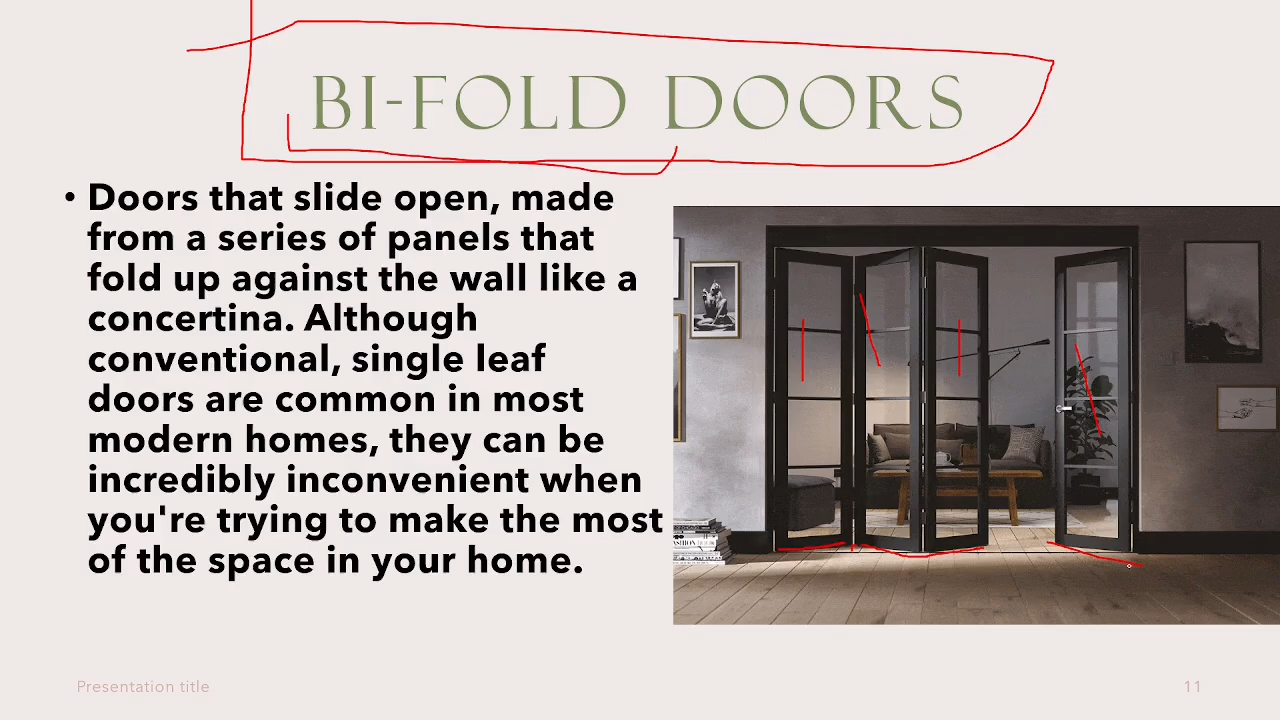 BI-FOLD DOORS
• Doors that slide open, made
from a series of panels that
fold up against the wall like a
concertina. Although
conventional, single leaf
doors are common in most
modern homes, they can be
incredibly inconvenient when
you're trying to make the most
of the space in your home.
FASHION
Presentation title
11